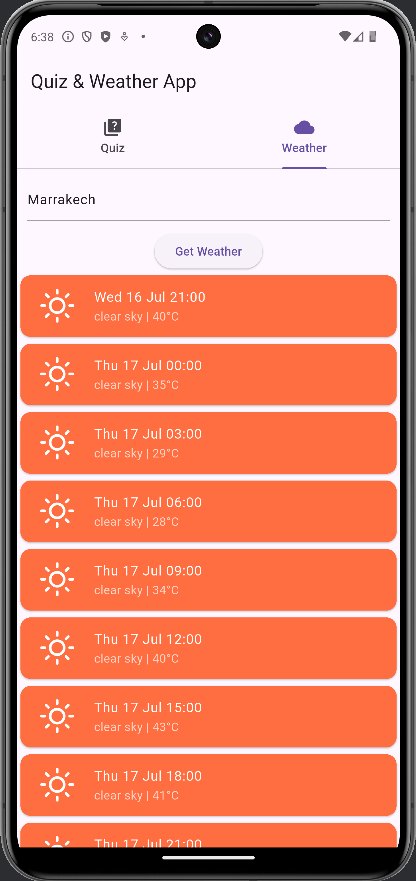 6:38
Quiz & Weather App
Quiz
Weather
Marrakech
Get Weather
Wed 16 Jul 21:00
clear sky | 40°C
Thu 17 Jul 00:00
clear sky | 35°C
Thu 17 Jul 03:00
clear sky | 29°C
Thu 17 Jul 06:00
clear sky | 28°C
Thu 17 Jul 09:00
clear sky | 34°C
Thu 17 Jul 12:00
clear sky | 40°C
Thu 17 Jul 15:00
clear sky | 43°C
Thu 17 Jul 18:00
clear sky | 41°C
Thu 17 Jul 21:00